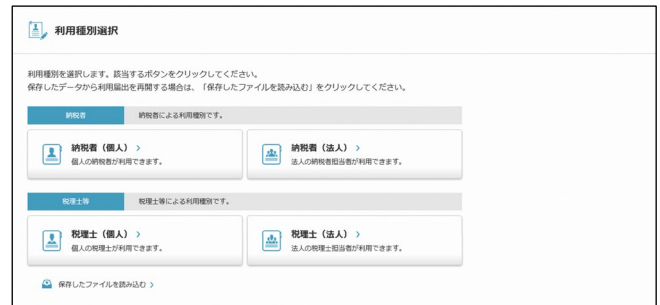 利用種別選択
利用種別を選択します。該当するボタンをクリックしてください。
保存したデータから利用届出を再開する場合は、「保存したファイルを読み込む」をクリックしてください。
納税者 納税者による利用種別です。
納税者（個人） >
個人の納税者が利用できます。
納税者（法人） >
法人の納税者担当者が利用できます。
税理士等 税理士等による利用種別です。
税理士（個人） >
個人の税理士が利用できます。
税理士（法人） >
法人の税理士担当者が利用できます。
保存したファイルを読み込む >